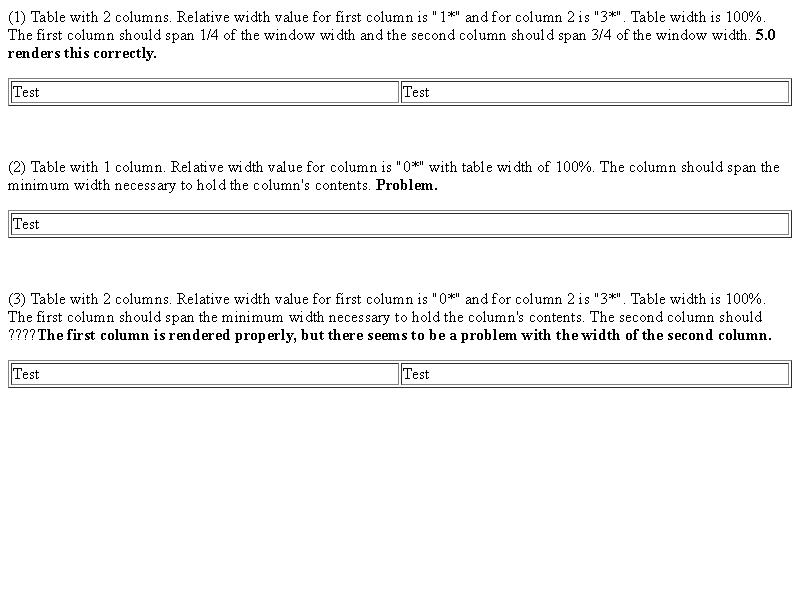 (1) Table with 2 columns. Relative width value for first column is "1*" and for column 2 is "3*". Table width is 100%.
The first column should span 1/4 of the window width and the second column should span 3/4 of the window width. 5.0
renders this correctly.
Test Test
(2) Table with 1 column. Relative width value for column is "0*" with table width of 100%. The column should span the
minimum width necessary to hold the column's contents. Problem.
Test
(3) Table with 2 columns. Relative width value for first column is "0*" and for column 2 is "3*". Table width is 100%.
The first column should span the minimum width necessary to hold the column's contents. The second column should
????The first column is rendered properly, but there seems to be a problem with the width of the second column.
Test Test